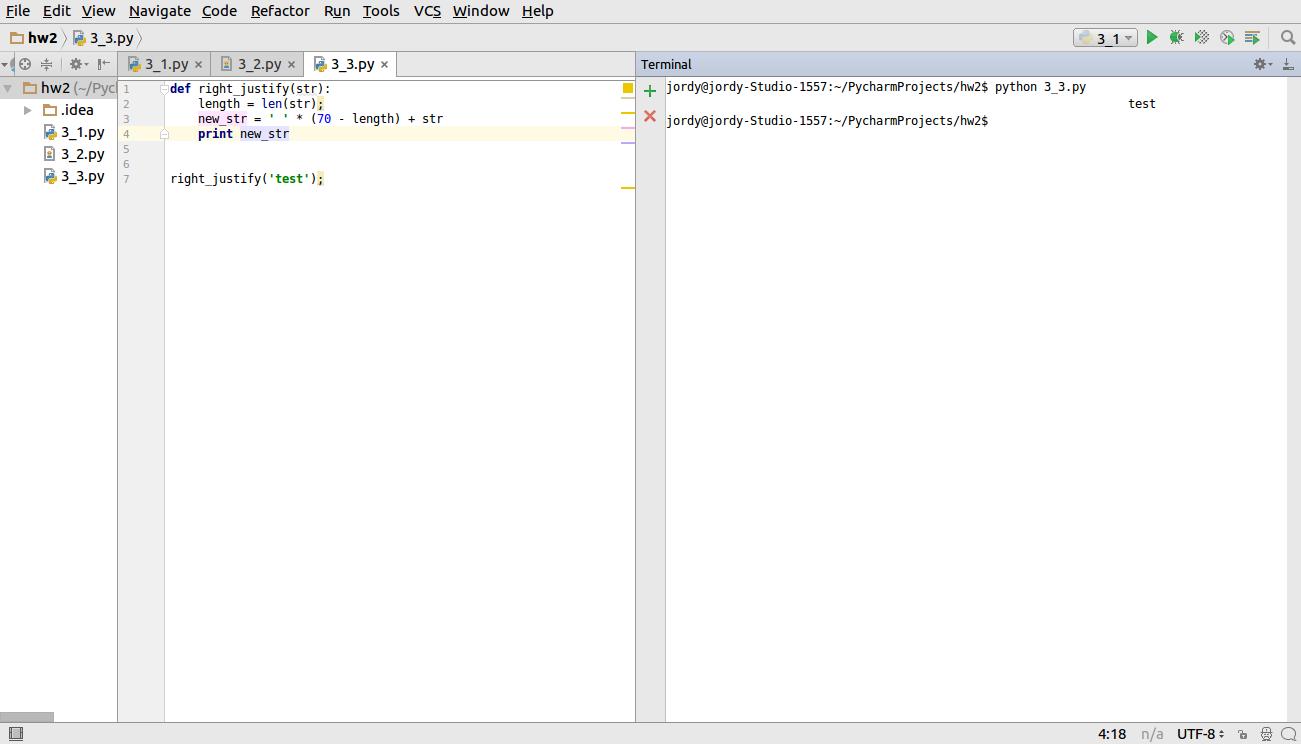 File Edit View Navigate Code Refactor Run Tools VCS Window Help
hw2 3_3.py 3_1
3_1.py 3_2.py 3_3.py
hw2 (~/Pycl
.idea
3_1.py
3_2.py
3_3.py
1 def right_justify(str):
2     length = len(str);
3     new_str = ' ' * (70 - length) + str
4     print new_str
5
6
7 right_justify('test');
Terminal
jordy@jordy-Studio-1557:~/PycharmProjects/hw2$ python 3_3.py
                                                                  test
jordy@jordy-Studio-1557:~/PycharmProjects/hw2$
4:18 n/a UTF-8